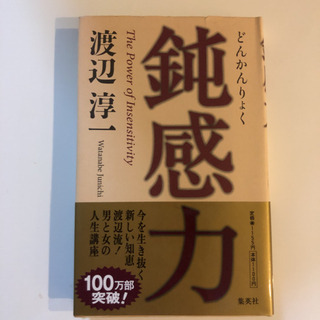 どんかんりょく
鈍感力
The Power of Insensitivity
渡辺淳一
Watanabe Junichi
今を生き抜く
新しい知恵
渡辺流!
男と女の
人生講座
100万部
突破!
集英社